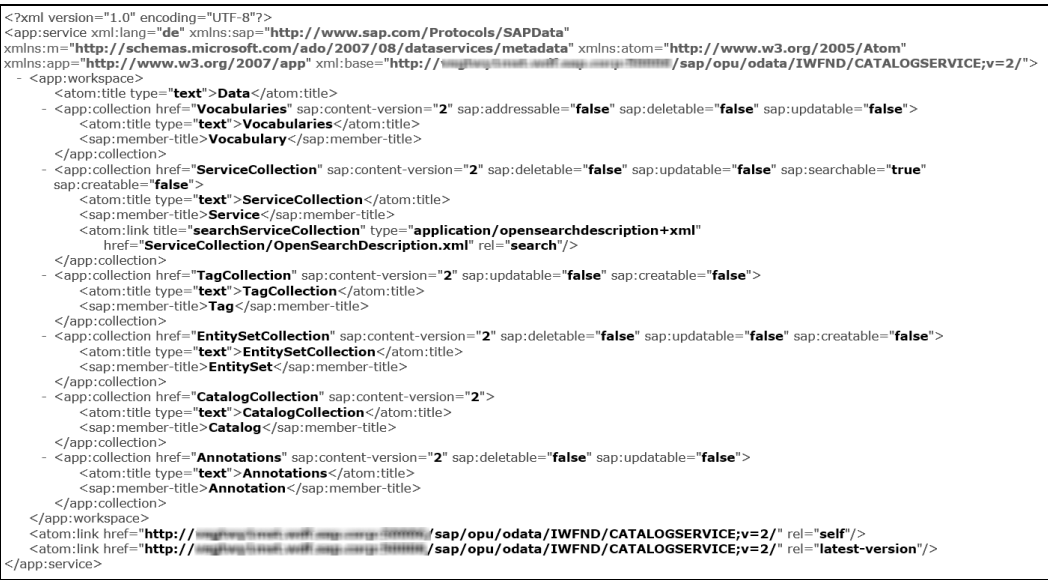 <?xml version="1.0" encoding="UTF-8"?>
<app:service xml:lang="de" xmlns:sap="http://www.sap.com/Protocols/SAPData"
xmlns:m="http://schemas.microsoft.com/ado/2007/08/dataservices/metadata" xmlns:atom="http://www.w3.org/2005/Atom"
xmlns:app="http://www.w3.org/2007/app" xml:base="http:// /sap/opu/odata/IWFND/CATALOGSERVICE;v=2/">
- <app:workspace>
<atom:title type="text">Data</atom:title>
- <app:collection href="Vocabularies" sap:content-version="2" sap:addressable="false" sap:deletable="false" sap:updatable="false">
<atom:title type="text">Vocabularies</atom:title>
<sap:member-title>Vocabulary</sap:member-title>
</app:collection>
- <app:collection href="ServiceCollection" sap:content-version="2" sap:deletable="false" sap:updatable="false" sap:searchable="true"
sap:creatable="false">
<atom:title type="text">ServiceCollection</atom:title>
<sap:member-title>Service</sap:member-title>
<atom:link title="searchServiceCollection" type="application/opensearchdescription+xml"
href="ServiceCollection/OpenSearchDescription.xml" rel="search"/>
</app:collection>
- <app:collection href="TagCollection" sap:content-version="2" sap:updatable="false" sap:creatable="false">
<atom:title type="text">TagCollection</atom:title>
<sap:member-title>Tag</sap:member-title>
</app:collection>
- <app:collection href="EntitySetCollection" sap:content-version="2" sap:deletable="false" sap:updatable="false" sap:creatable="false">
<atom:title type="text">EntitySetCollection</atom:title>
<sap:member-title>EntitySet</sap:member-title>
</app:collection>
- <app:collection href="CatalogCollection" sap:content-version="2">
<atom:title type="text">CatalogCollection</atom:title>
<sap:member-title>Catalog</sap:member-title>
</app:collection>
- <app:collection href="Annotations" sap:content-version="2" sap:deletable="false" sap:updatable="false">
<atom:title type="text">Annotations</atom:title>
<sap:member-title>Annotation</sap:member-title>
</app:collection>
</app:workspace>
<atom:link href="http:// /sap/opu/odata/IWFND/CATALOGSERVICE;v=2/" rel="self"/>
<atom:link href="http:// /sap/opu/odata/IWFND/CATALOGSERVICE;v=2/" rel="latest-version"/>
</app:service>